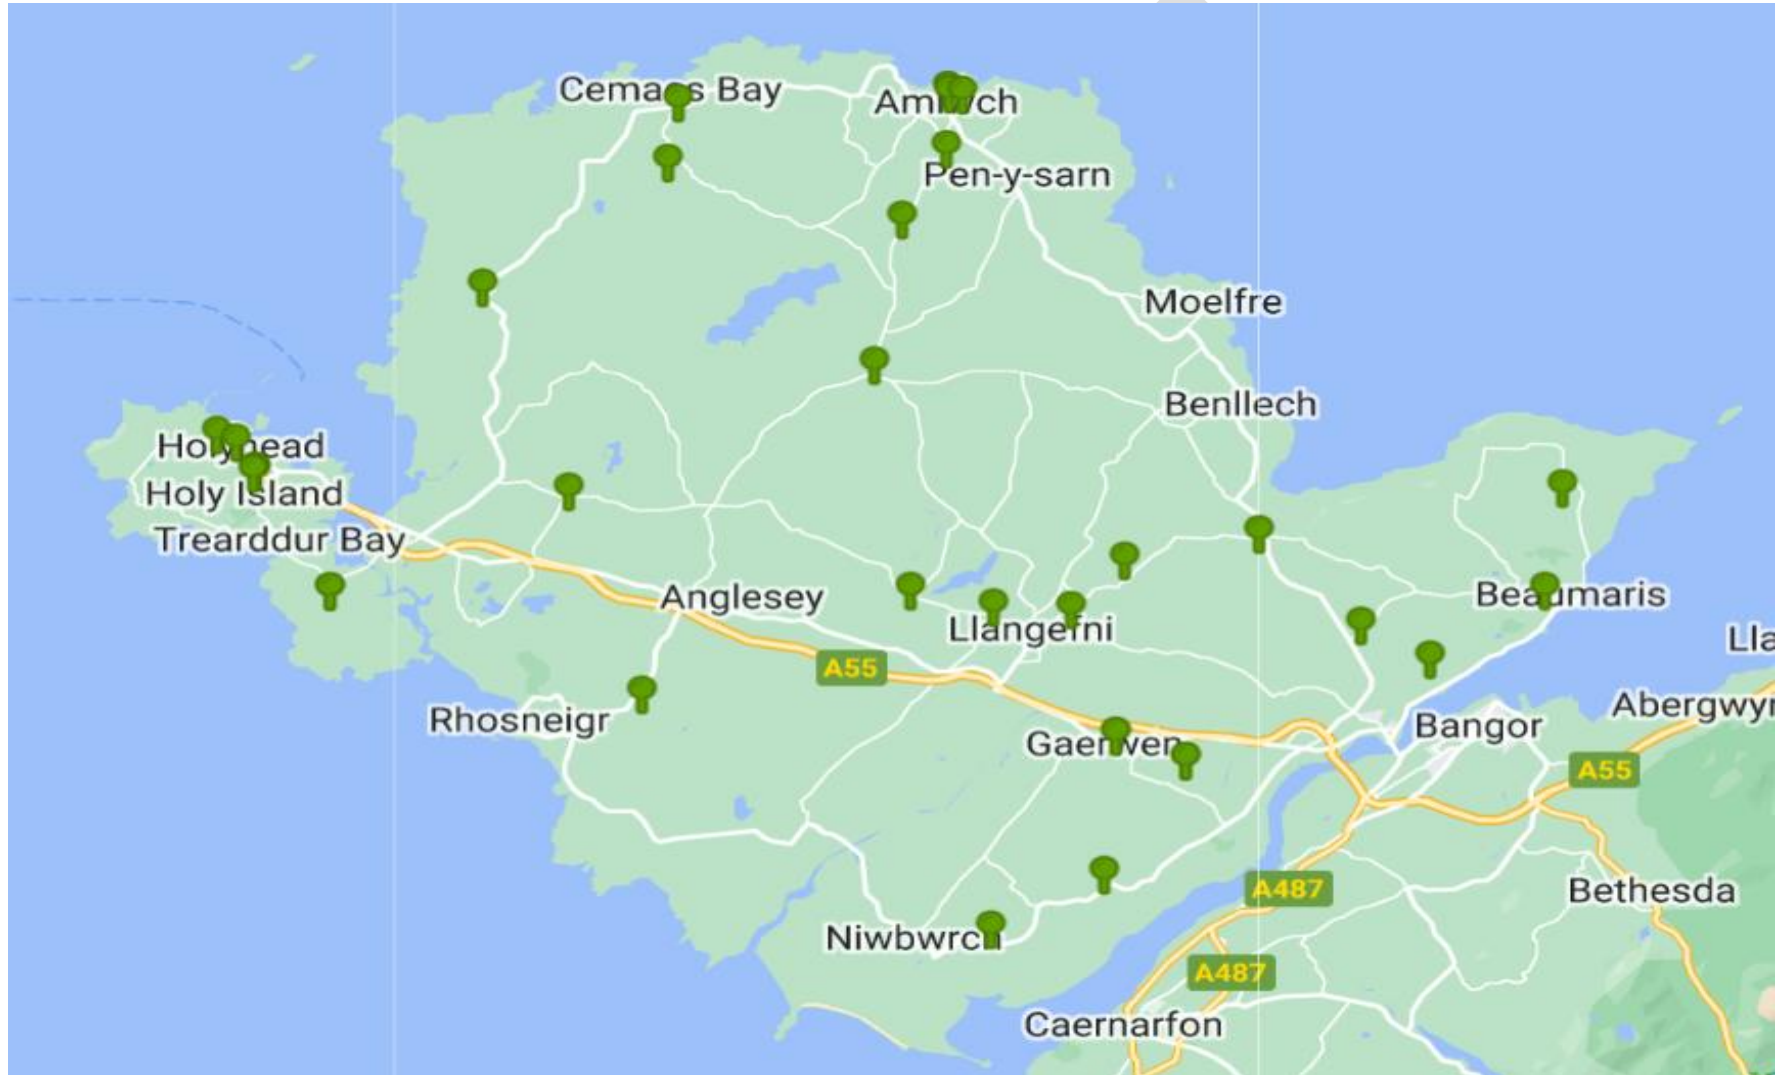 Cemaes Bay
Amlwch
Pen-y-sarn
Moelfre
Benllech
Holyhead
Holy Island
Trearddur Bay
Beaumaris
Anglesey
Llangefni
Lla
A55
Abergwyn
Rhosneigr
Bangor
Gaerwen
A55
A487
Bethesda
Niwbwrch
A487
Caernarfon